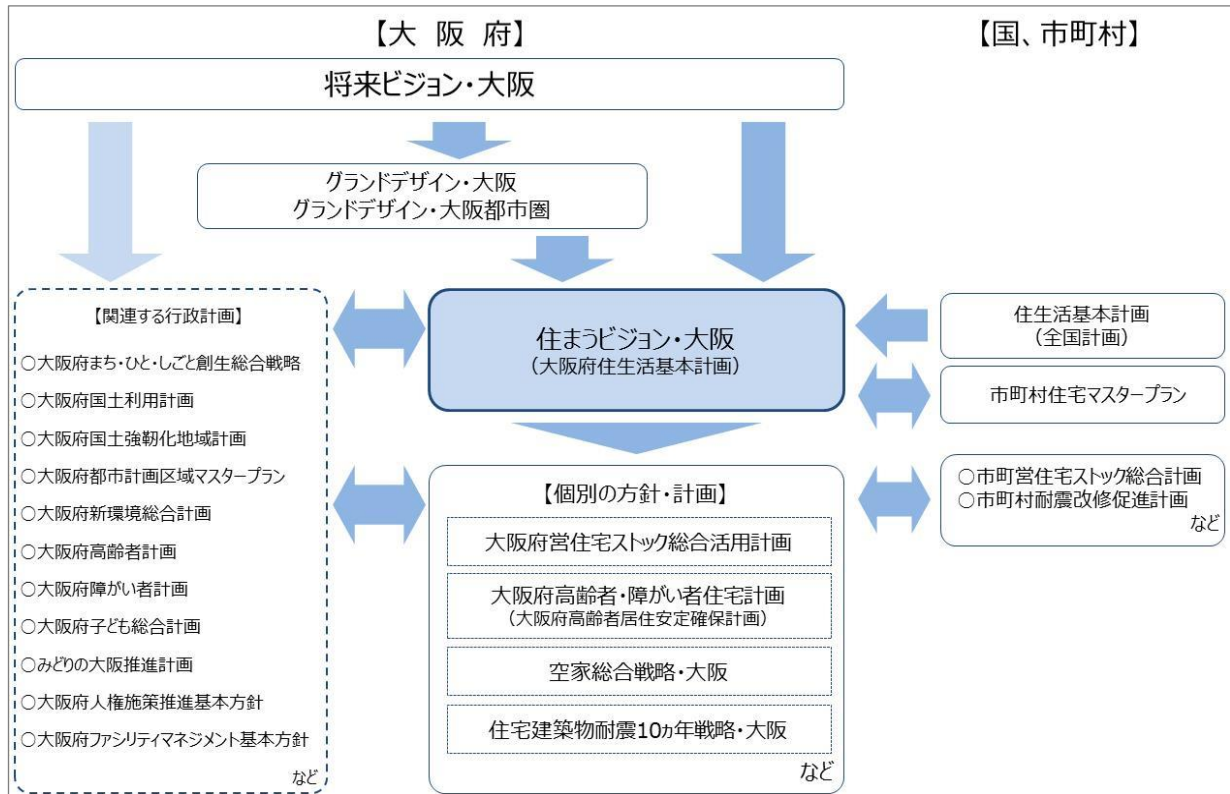 【大 阪 府】
【国、市町村】
将来ビジョン・大阪
グランドデザイン・大阪
グランドデザイン・大阪都市圏
【関連する行政計画】
○大阪府まち・ひと・しごと創生総合戦略
○大阪府国土利用計画
○大阪府国土強靭化地域計画
○大阪府都市計画区域マスタープラン
○大阪府新環境総合計画
○大阪府高齢者計画
○大阪府障がい者計画
○大阪府子ども総合計画
○みどりの大阪推進計画
○大阪府人権施策推進基本方針
○大阪府ファシリティマネジメント基本方針
など
住まうビジョン・大阪
（大阪府住生活基本計画）
【個別の方針・計画】
大阪府営住宅ストック総合活用計画
大阪府高齢者・障がい者住宅計画
（大阪府高齢者居住安定確保計画）
空家総合戦略・大阪
住宅建築物耐震10ヵ年戦略・大阪
など
住生活基本計画
（全国計画）
市町村住宅マスタープラン
○市町営住宅ストック総合計画
○市町村耐震改修促進計画
など